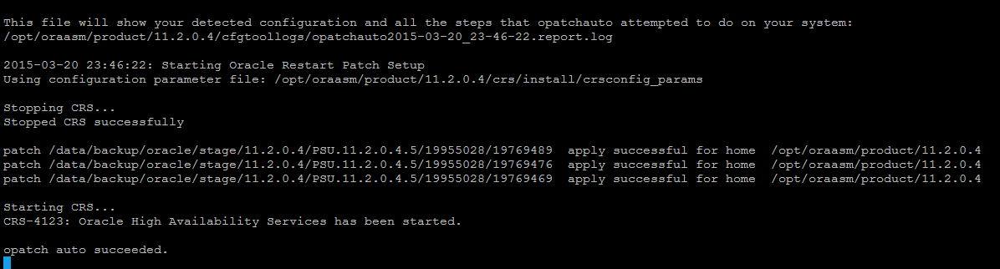 This file will show your detected configuration and all the steps that opatchauto attempted to do on your system:
/opt/oraasm/product/11.2.0.4/cfgtoollogs/opatchauto2015-03-20_23-46-22.report.log
2015-03-20 23:46:22: Starting Oracle Restart Patch Setup
Using configuration parameter file: /opt/oraasm/product/11.2.0.4/crs/install/crsconfig_params
Stopping CRS...
Stopped CRS successfully
patch /data/backup/oracle/stage/11.2.0.4/PSU.11.2.0.4.5/19955028/19769489  apply successful for home  /opt/oraasm/product/11.2.0.4
patch /data/backup/oracle/stage/11.2.0.4/PSU.11.2.0.4.5/19955028/19769476  apply successful for home  /opt/oraasm/product/11.2.0.4
patch /data/backup/oracle/stage/11.2.0.4/PSU.11.2.0.4.5/19955028/19769469  apply successful for home  /opt/oraasm/product/11.2.0.4
Starting CRS...
CRS-4123: Oracle High Availability Services has been started.
opatch auto succeeded.